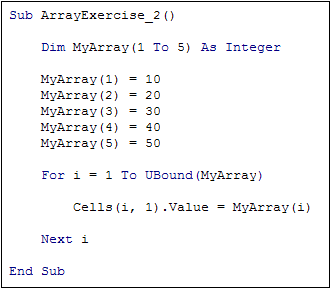 Sub ArrayExercise_2()
Dim MyArray(1 To 5) As Integer
MyArray(1) = 10
MyArray(2) = 20
MyArray(3) = 30
MyArray(4) = 40
MyArray(5) = 50
For i = 1 To UBound(MyArray)
Cells(i, 1).Value = MyArray(i)
Next i
End Sub